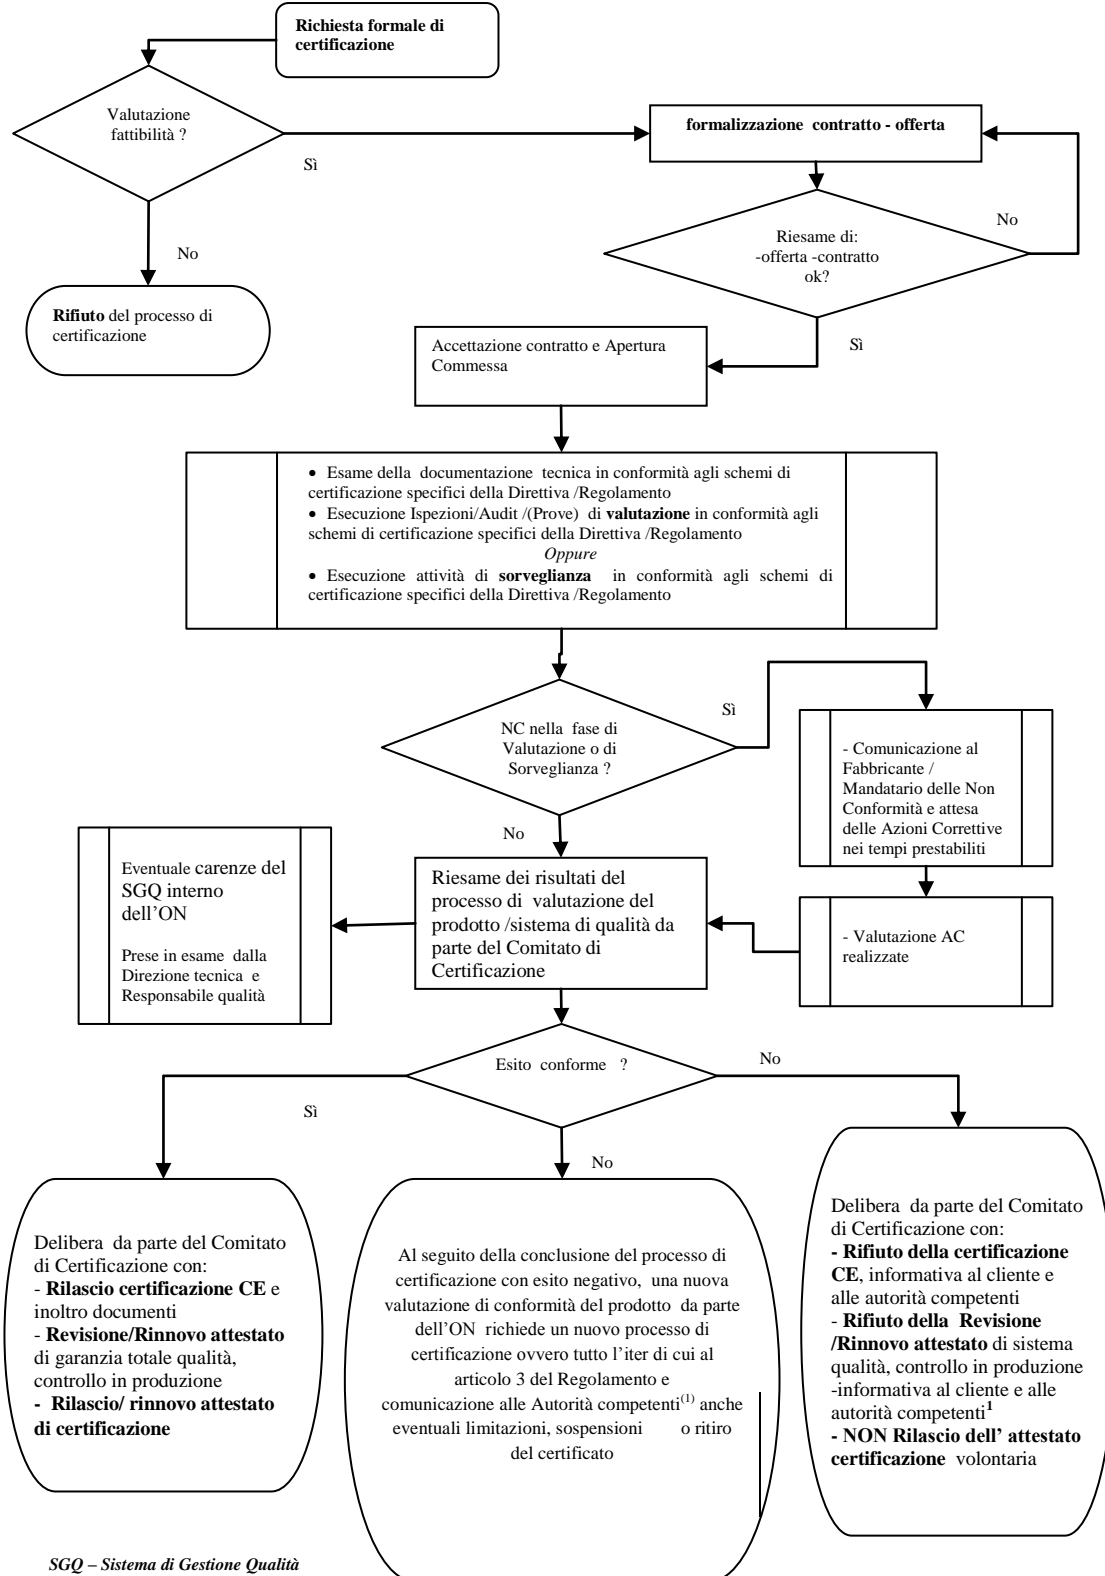 Richiesta formale di
certificazione
Valutazione
fattibilità ?
formalizzazione contratto - offerta
Sì
No
Riesame di:
-offerta -contratto
ok?
No
Rifiuto del processo di
certificazione
Sì
Accettazione contratto e Apertura
Commessa
• Esame della documentazione tecnica in conformità agli schemi di
certificazione specifici della Direttiva /Regolamento
• Esecuzione Ispezioni/Audit /(Prove) di valutazione in conformità agli
schemi di certificazione specifici della Direttiva /Regolamento
Oppure
• Esecuzione attività di sorveglianza in conformità agli schemi di
certificazione specifici della Direttiva /Regolamento
NC nella fase di
Valutazione o di
Sorveglianza ?
Sì
- Comunicazione al
Fabbricante /
Mandatario delle Non
Conformità e attesa
delle Azioni Correttive
nei tempi prestabiliti
No
Eventuale carenze del
SGQ interno
dell'ON
Prese in esame dalla
Direzione tecnica e
Responsabile qualità
Riesame dei risultati del
processo di valutazione del
prodotto /sistema di qualità da
parte del Comitato di
Certificazione
- Valutazione AC
realizzate
Esito conforme ?
No
Sì
No
Delibera da parte del Comitato
di Certificazione con:
- Rilascio certificazione CE e
inoltro documenti
- Revisione/Rinnovo attestato
di garanzia totale qualità,
controllo in produzione
- Rilascio/ rinnovo attestato
di certificazione
Al seguito della conclusione del processo di
certificazione con esito negativo, una nuova
valutazione di conformità del prodotto da parte
dell'ON richiede un nuovo processo di
certificazione ovvero tutto l'iter di cui al
articolo 3 del Regolamento e
comunicazione alle Autorità competenti(1) anche
eventuali limitazioni, sospensioni o ritiro
del certificato
Delibera da parte del Comitato
di Certificazione con:
- Rifiuto della certificazione
CE, informativa al cliente e
alle autorità competenti
- Rifiuto della Revisione
/Rinnovo attestato di sistema
qualità, controllo in produzione
-informativa al cliente e alle
autorità competenti1
- NON Rilascio dell' attestato
certificazione volontaria
SGQ – Sistema di Gestione Qualità